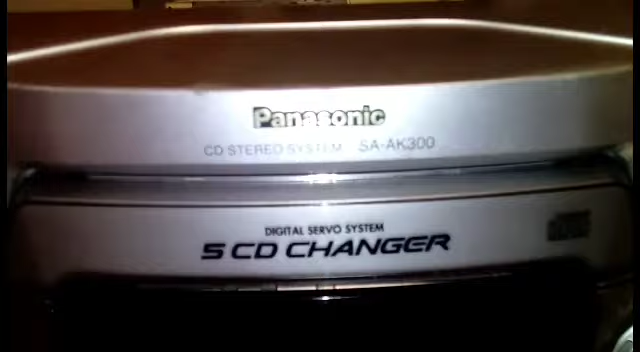 Panasonic
CD STEREO SYSTEM SA-AK300
DIGITAL SERVO SYSTEM
5 CD CHANGER